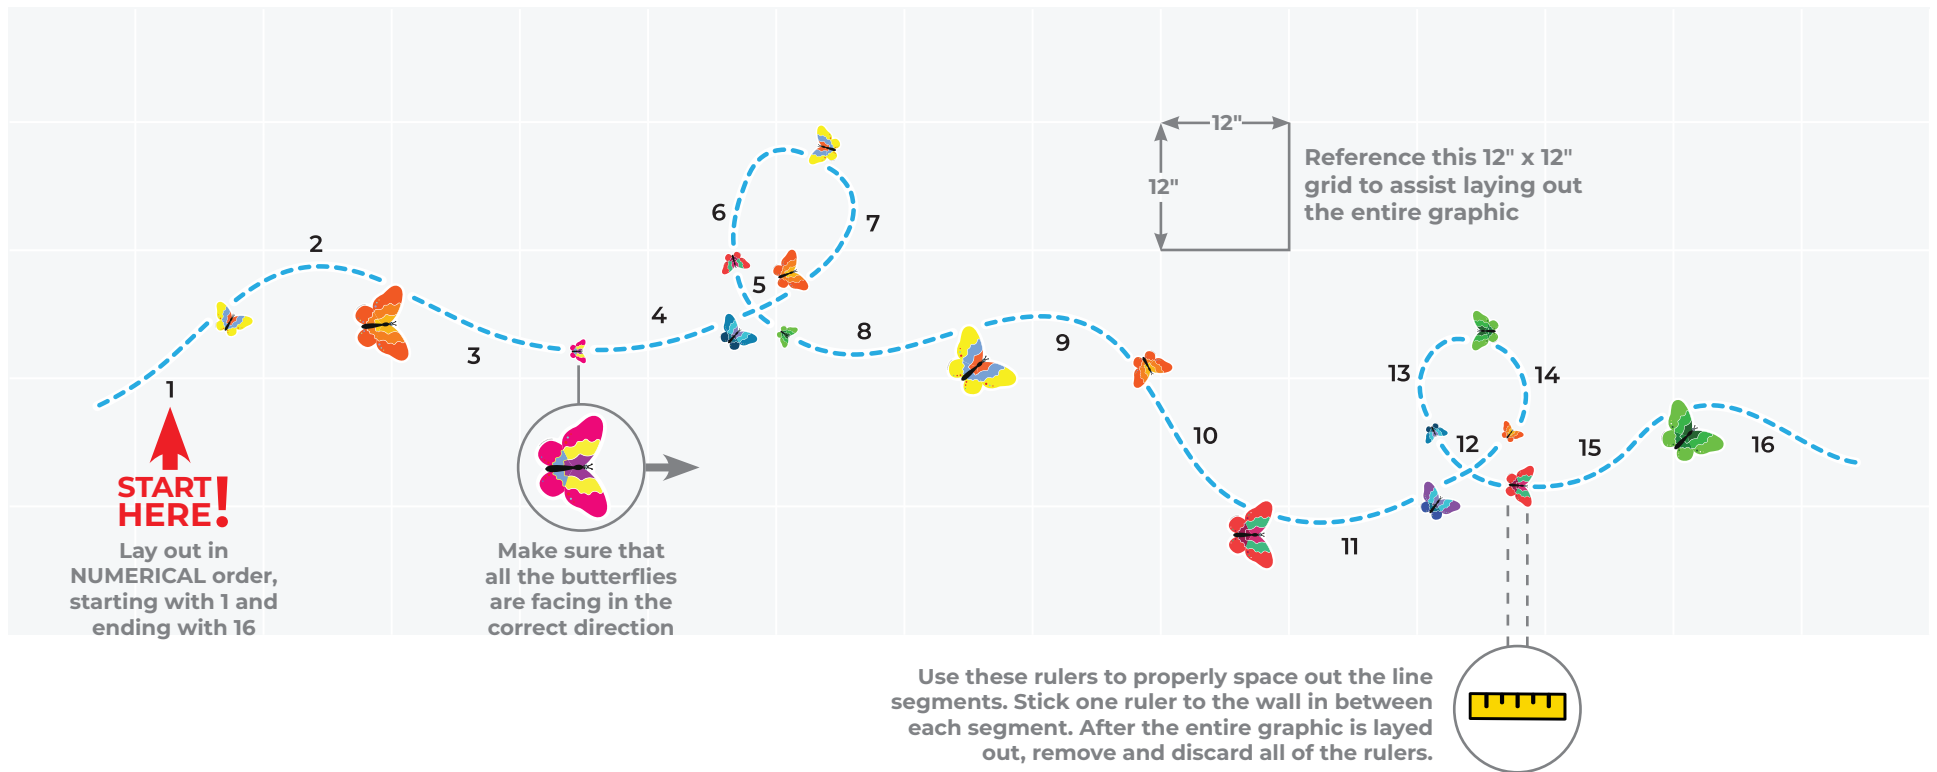 12"
12"
Reference this 12" x 12"
grid to assist laying out
the entire graphic
1
2
3
4
5
6
7
8
9
10
11
12
13
14
15
16
START
HERE!
Lay out in
NUMERICAL order,
starting with 1 and
ending with 16
Make sure that
all the butterflies
are facing in the
correct direction
Use these rulers to properly space out the line
segments. Stick one ruler to the wall in between
each segment. After the entire graphic is layed
out, remove and discard all of the rulers.